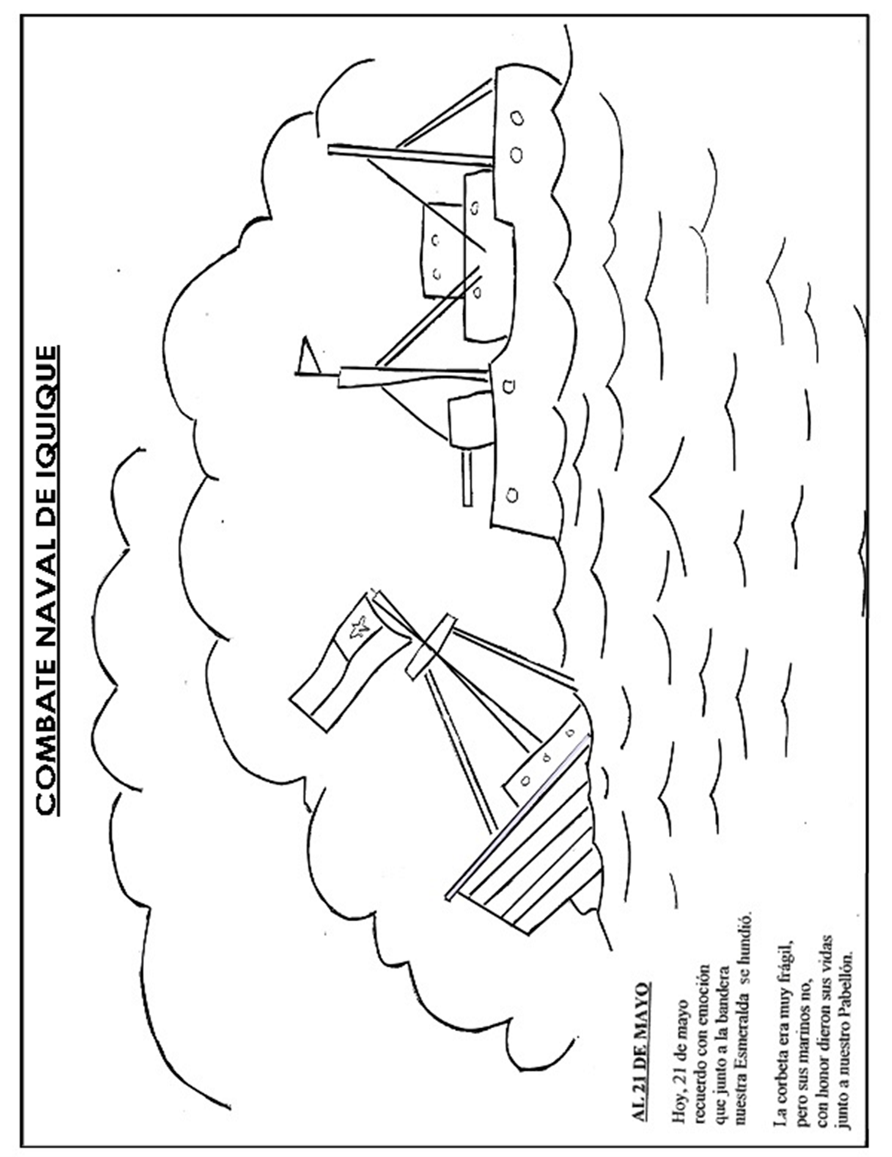 COMBATE NAVAL DE IQUIQUE
AL 21 DE MAYO
Hoy, 21 de mayo
recuerdo con emoción
que junto a la bandera
nuestra Esmeralda se hundió.
La corbeta era muy frágil,
pero sus marinos no,
con honor dieron sus vidas
junto a nuestro Pabellón.